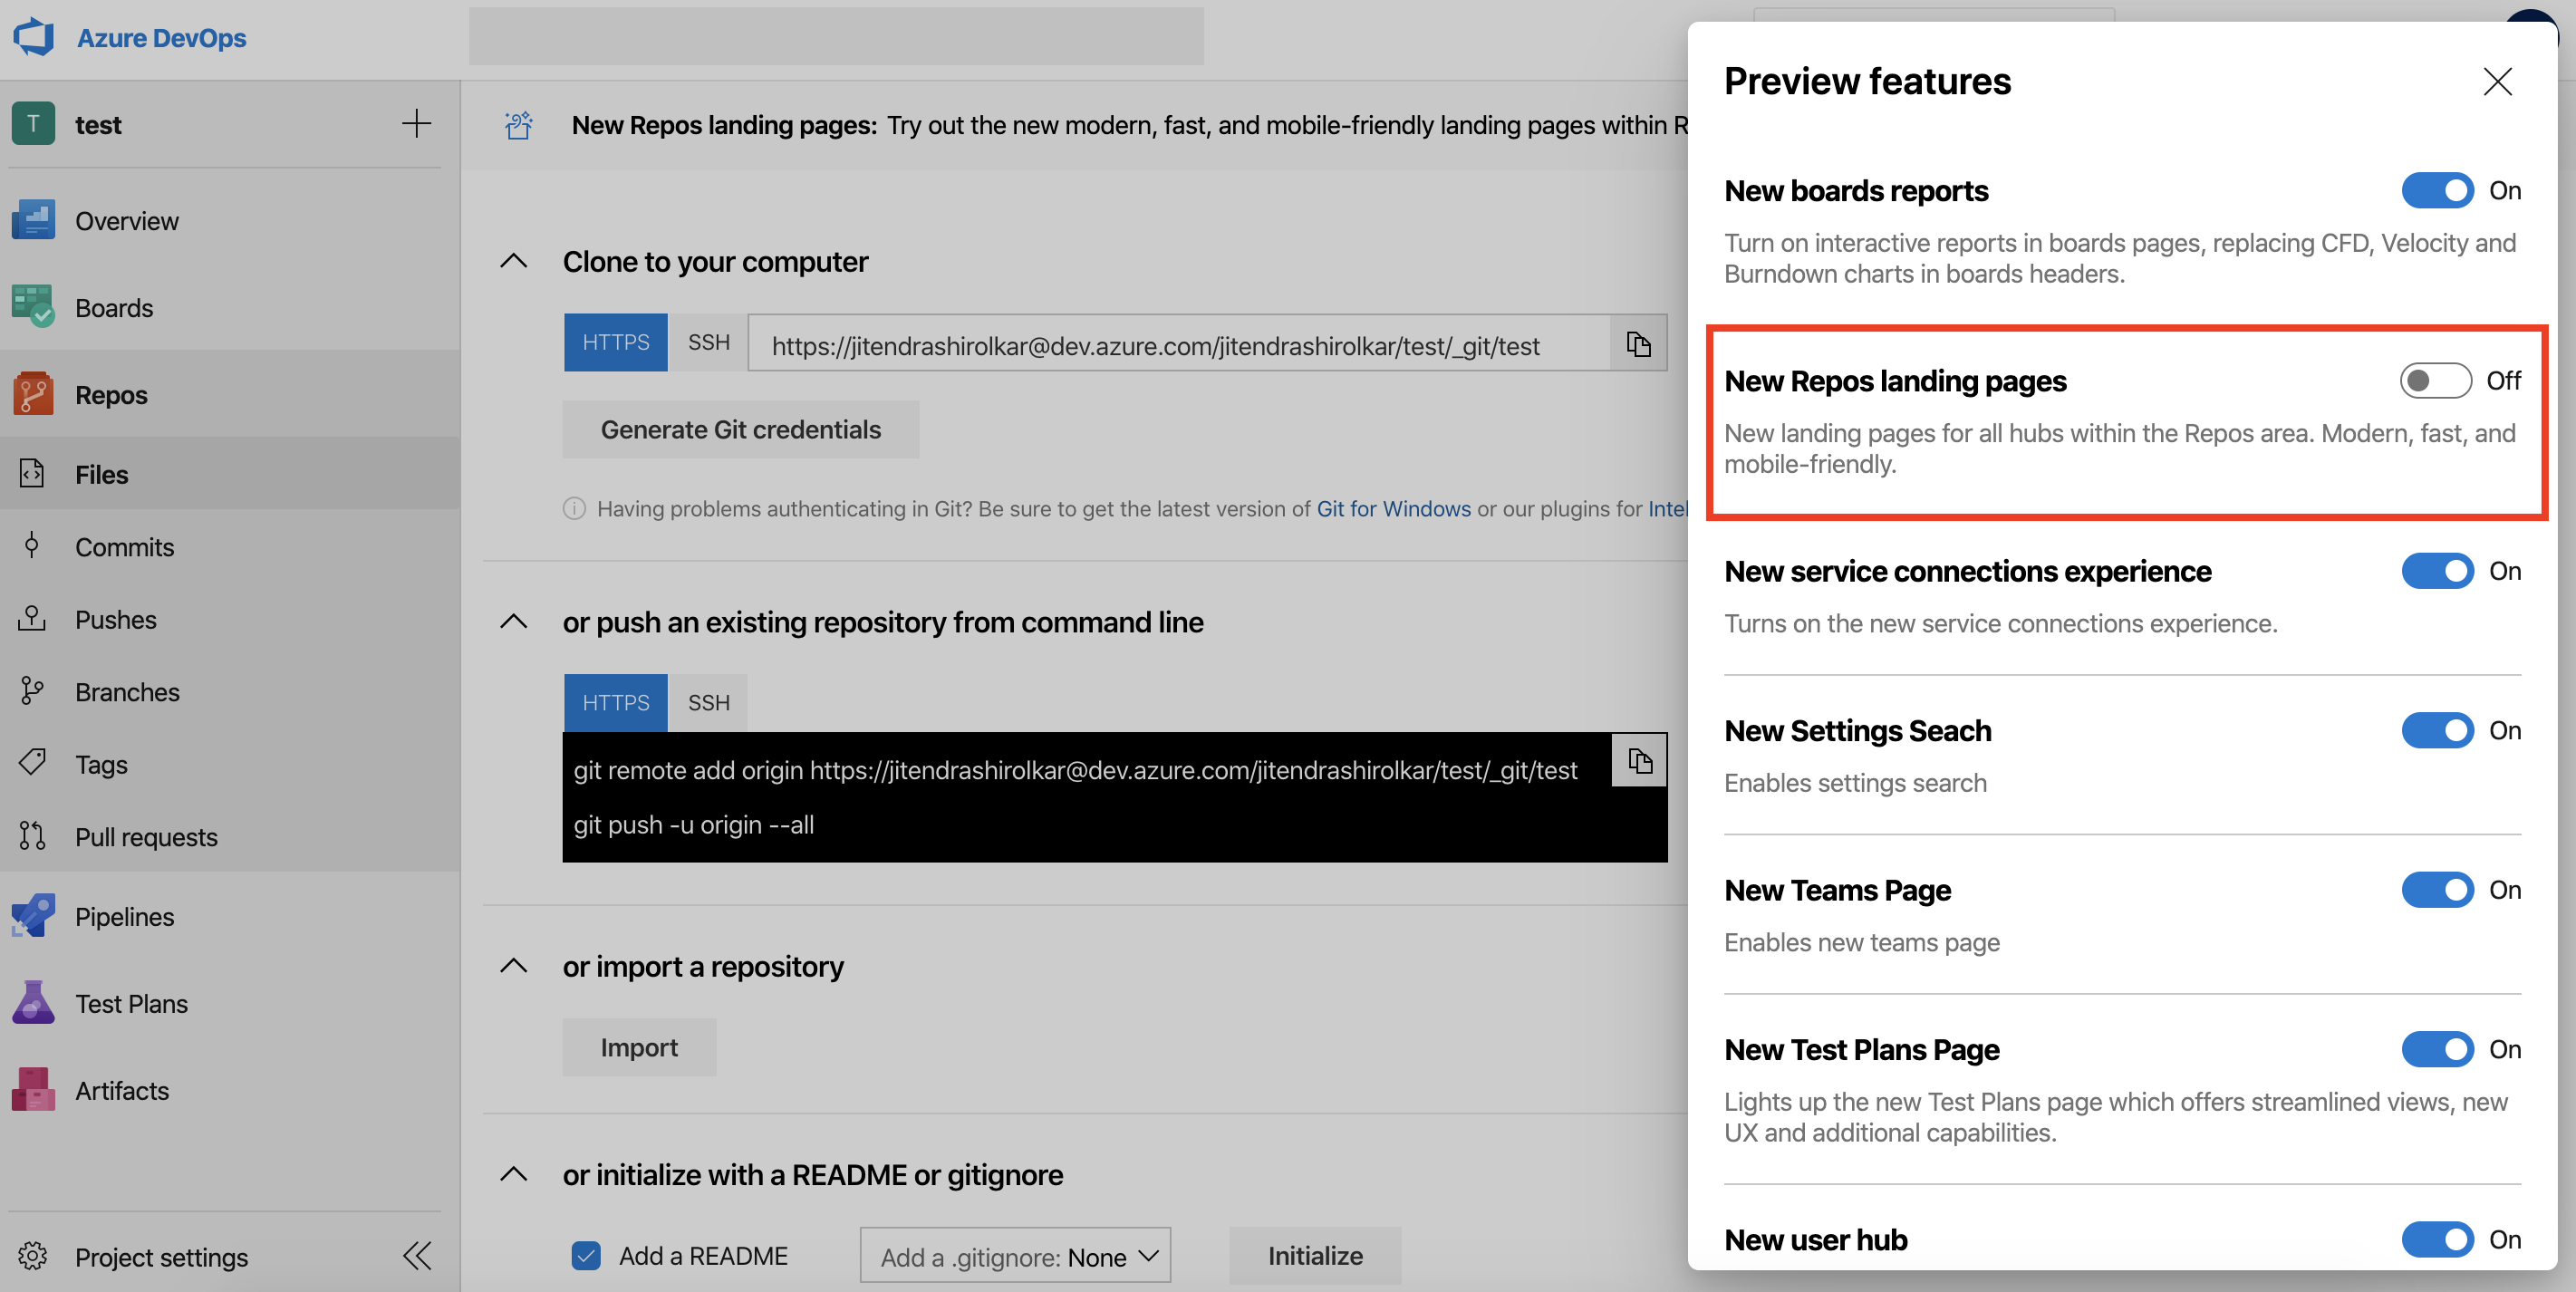 Azure DevOps
T
test
Overview
Boards
Repos
Files
Commits
Pushes
Branches
Tags
Pull requests
Pipelines
Test Plans
Artifacts
Project settings
New Repos landing pages: Try out the new modern, fast, and mobile-friendly landing pages within R
Clone to your computer
HTTPS SSH https://jitendrashirolkar@dev.azure.com/jitendrashirolkar/test/_git/test
Generate Git credentials
Having problems authenticating in Git? Be sure to get the latest version of Git for Windows or our plugins for Intel
or push an existing repository from command line
HTTPS SSH
git remote add origin https://jitendrashirolkar@dev.azure.com/jitendrashirolkar/test/_git/test
git push -u origin --all
or import a repository
Import
or initialize with a README or gitignore
Add a README Add a .gitignore: None Initialize
Preview features
New boards reports On
Turn on interactive reports in boards pages, replacing CFD, Velocity and
Burndown charts in boards headers.
New Repos landing pages Off
New landing pages for all hubs within the Repos area. Modern, fast, and
mobile-friendly.
New service connections experience On
Turns on the new service connections experience.
New Settings Seach On
Enables settings search
New Teams Page On
Enables new teams page
New Test Plans Page On
Lights up the new Test Plans page which offers streamlined views, new
UX and additional capabilities.
New user hub On